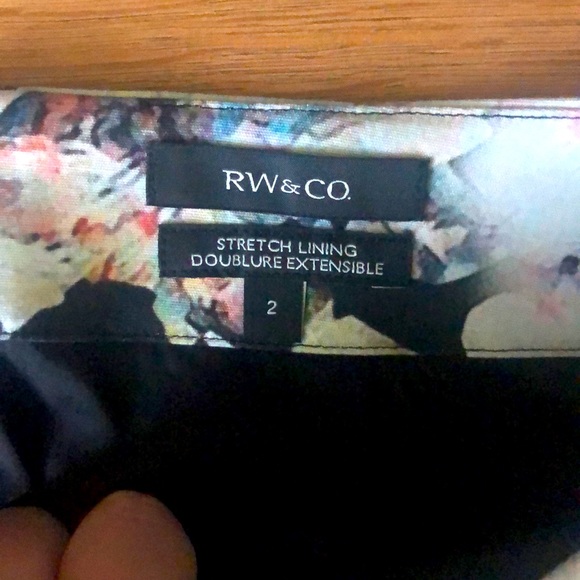 RW&CO.
STRETCH LINING
DOUBLURE EXTENSIBLE
2